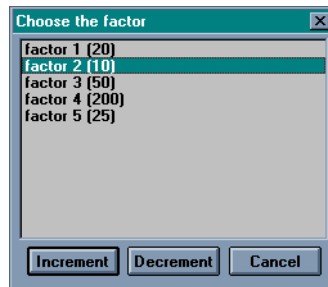 Choose the factor
factor 1 (20)
factor 2 (10)
factor 3 (50)
factor 4 (200)
factor 5 (25)
Increment Decrement Cancel